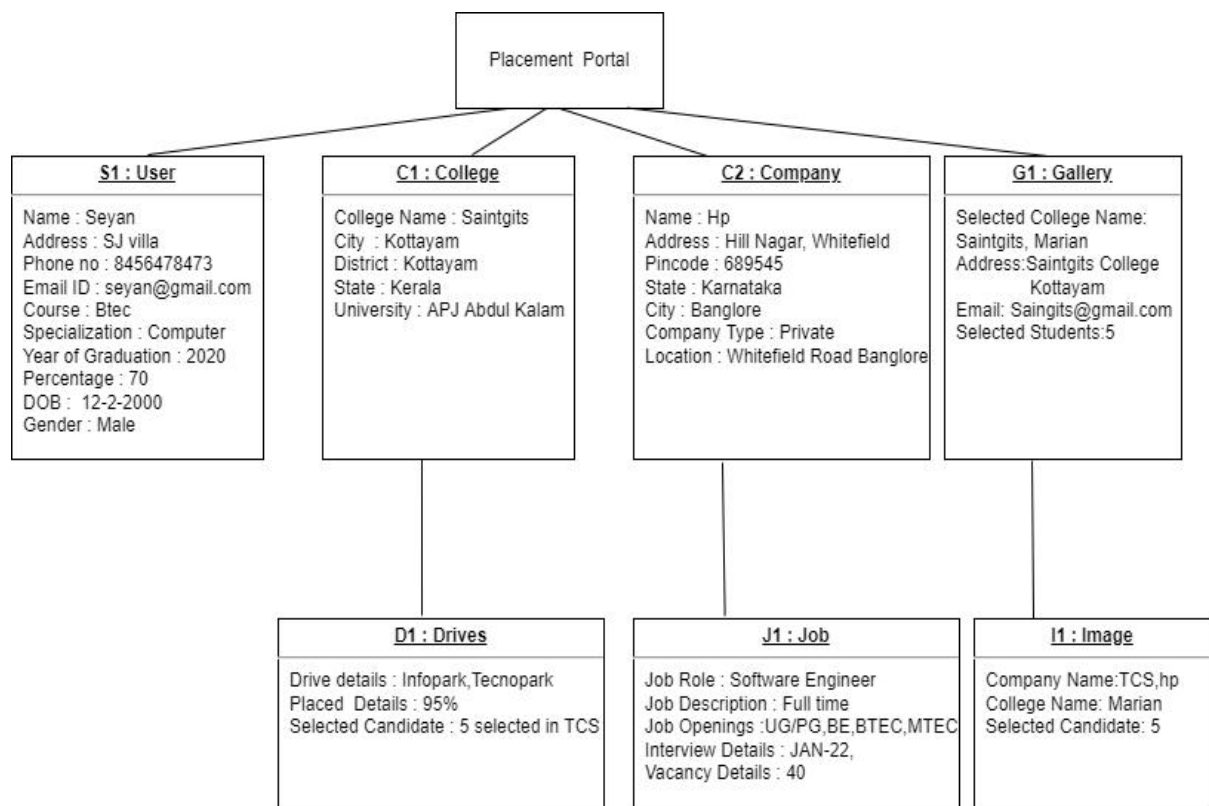 Placement Portal
S1 : User
Name : Seyan
Address : SJ villa
Phone no : 8456478473
Email ID : seyan@gmail.com
Course : Btec
Specialization : Computer
Year of Graduation : 2020
Percentage : 70
DOB : 12-2-2000
Gender : Male
C1 : College
College Name : Saintgits
City : Kottayam
District : Kottayam
State : Kerala
University : APJ Abdul Kalam
C2 : Company
Name : Hp
Address : Hill Nagar, Whitefield
Pincode : 689545
State : Karnataka
City : Banglore
Company Type : Private
Location : Whitefield Road Banglore
G1 : Gallery
Selected College Name:
Saintgits, Marian
Address:Saintgits College
Kottayam
Email: Saingits@gmail.com
Selected Students:5
D1 : Drives
Drive details : Infopark,Tecnopark
Placed Details : 95%
Selected Candidate : 5 selected in TCS
J1 : Job
Job Role : Software Engineer
Job Description : Full time
Job Openings :UG/PG,BE,BTEC,MTEC
Interview Details : JAN-22,
Vacancy Details : 40
I1 : Image
Company Name:TCS,hp
College Name: Marian
Selected Candidate: 5